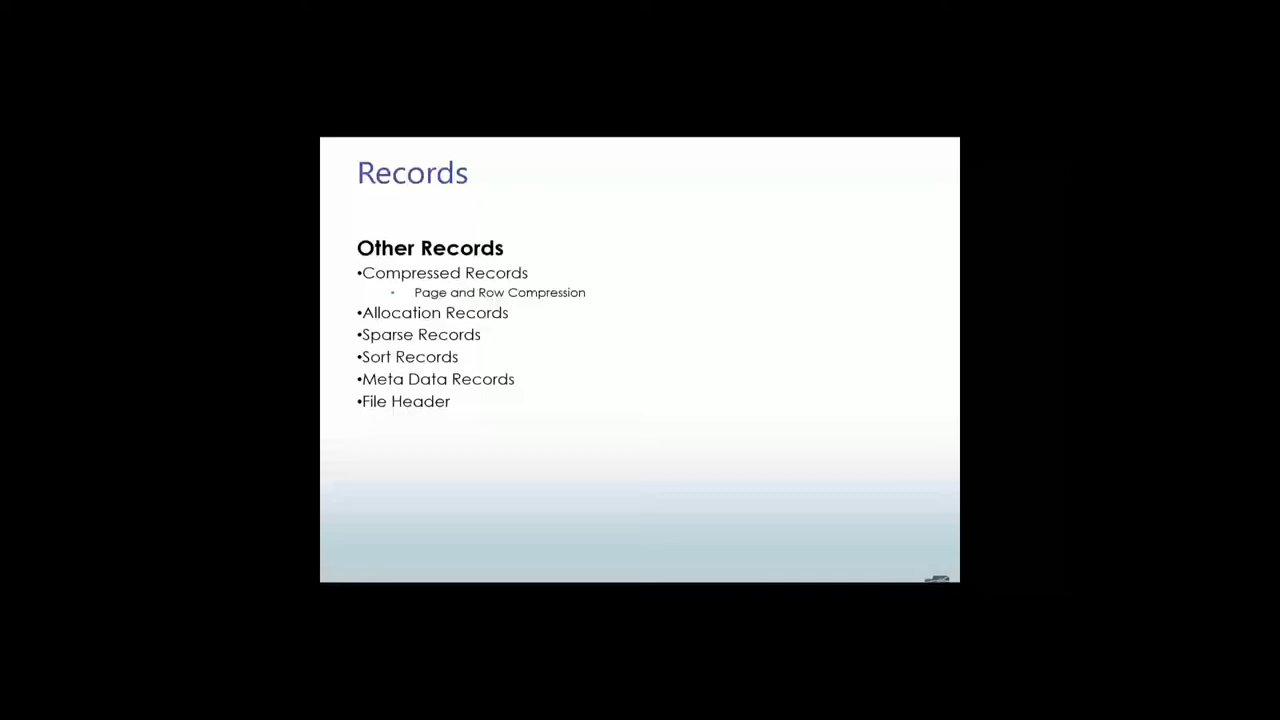 Records
Other Records
•Compressed Records
▪ Page and Row Compression
•Allocation Records
•Sparse Records
•Sort Records
•Meta Data Records
•File Header